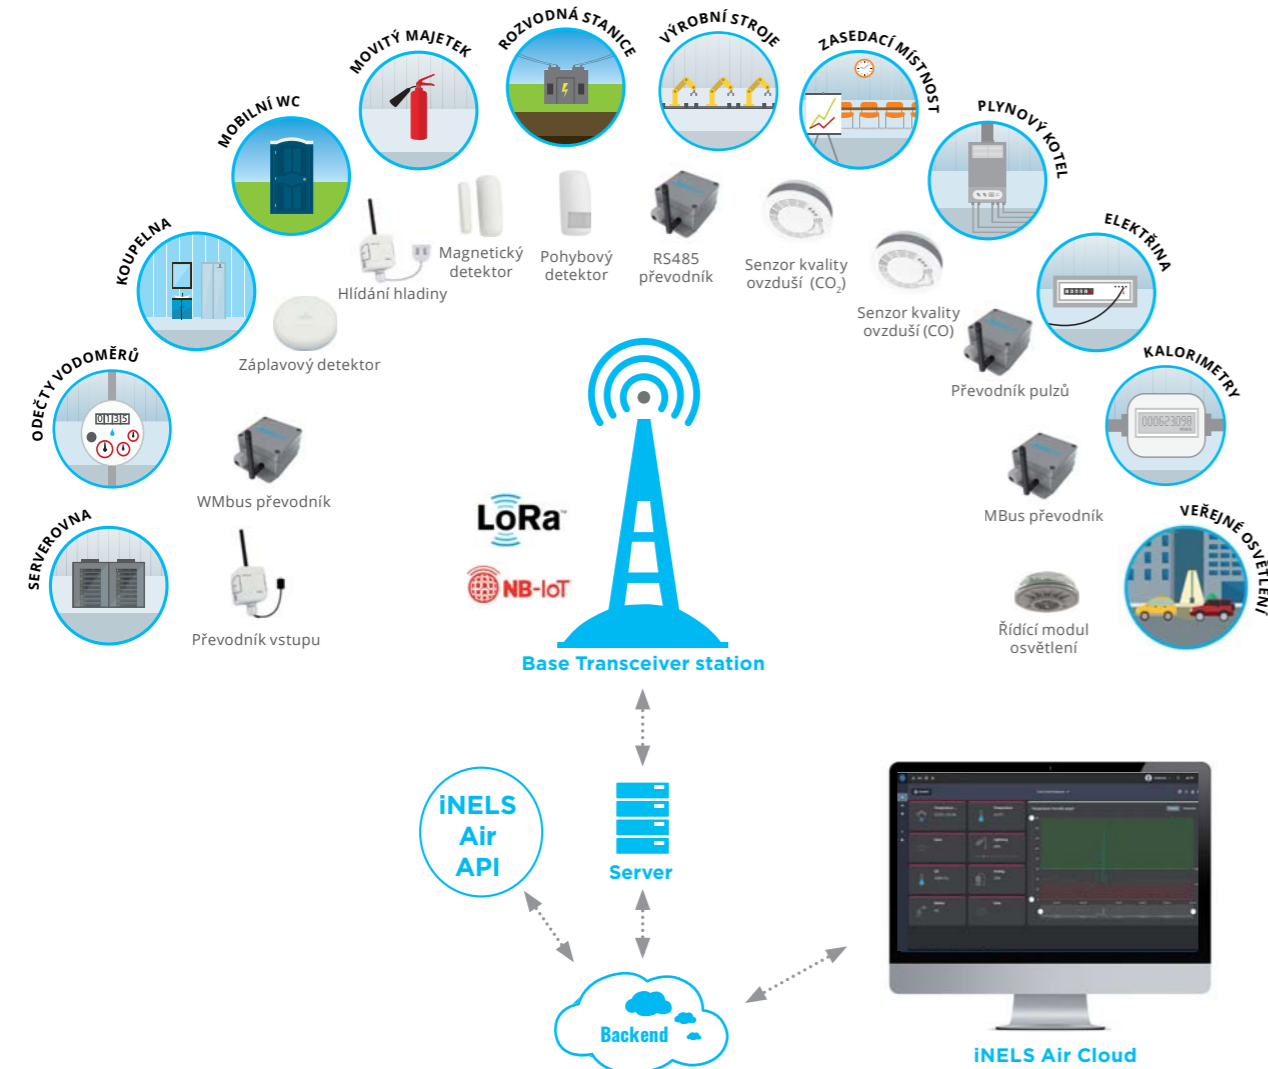 ROZVODNÁ STANICE
VÝROBNÍ STROJE
MOVITÝ MAJETEK
ZASEDACÍ MÍSTNOST
MOBILNÍ WC
PLYNOVÝ KOTEL
KOUPELNA
ELEKTŘINA
Hlídání hladiny
Magnetický
detektor
Pohybový
detektor
RS485
převodník
Senzor kvality
ovzduší (CO2)
Senzor kvality
ovzduší (CO)
Záplavový detektor
Převodník pulzů
ODEČTY VODOMĚRŮ
KALORIMETRY
0135
000623098
WMbus převodník
MBus převodník
SERVEROVNA
VEŘEJNÉ OSVĚTLENÍ
LoRa™
NB-IoT
Převodník vstupu
Řídící modul
osvětlení
Base Transceiver station
iNELS
Air
API
Server
Backend
iNELS Air Cloud